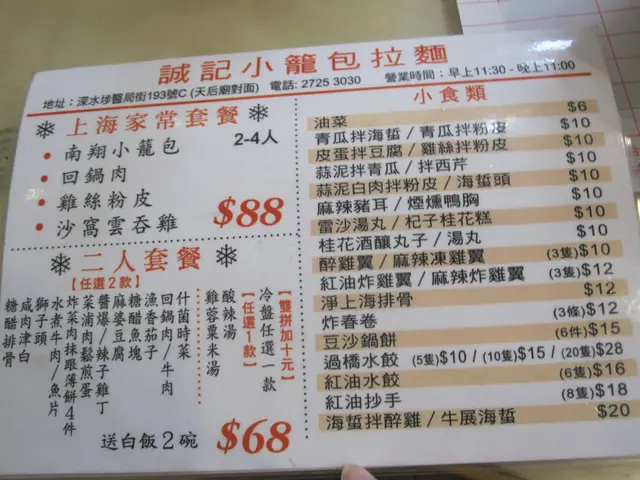 誠記小籠包拉麵
地址：深水埗醫局街193號C (天后廟對面) 電話: 2725 3030 營業時間：早上11:30 - 晚上11:00
上海家常套餐
2-4人
• 南翔小籠包
• 回鍋肉
• 雞絲粉皮
• 沙窩雲吞雞
$88
二人套餐
【任選2款】
什菌時菜
回鍋肉/牛肉
漁香茄子
糖醋魚塊
麻婆豆腐
醬爆/辣子雞丁
菜浦肉鬆煎蛋
炸菜肉抹跟薄餅4件
水煮牛肉/魚片
獅子頭
咸肉津白
糖醋排骨
【雙拼加十元】
冷盤任選一款
【任選1款】
酸辣湯
雞蓉粟米湯
送白飯2碗
$68
小食類
油菜 $6
青瓜拌海蜇/青瓜拌粉皮 $10
皮蛋拌豆腐/雞絲拌粉皮 $10
蒜泥拌青瓜/拌西芹 $10
蒜泥白肉拌粉皮/海蜇頭 $10
麻辣豬耳/煙燻鴨胸 $10
雷沙湯丸/杞子桂花糕 $10
桂花酒釀丸子/湯丸 $10
醉雞翼/麻辣凍雞翼 (3隻)$10
紅油炸雞翼/麻辣炸雞翼 (3隻)$12
淨上海排骨 $12
炸春卷 (3條)$12
豆沙鍋餅 (6件)$15
過橋水餃 (5隻)$10 / (10隻)$15 / (20隻)$28
紅油水餃 (6隻)$16
紅油抄手 (8隻)$18
海蜇拌醉雞/牛展海蜇 $20